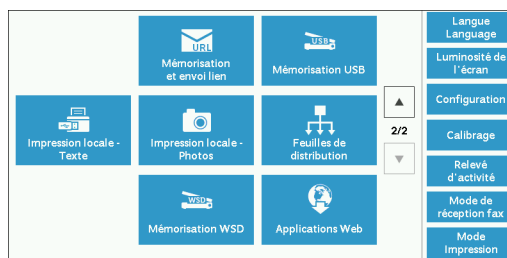 URL
Mémorisation
et envoi lien
USB
Mémorisation USB
Impression locale -
Texte
Impression locale -
Photos
Feuilles de
distribution
WSD
Mémorisation WSD
Applications Web
2/2
Langue
Language
Luminosité de
l'écran
Configuration
Calibrage
Relevé
d'activité
Mode de
réception fax
Mode
Impression